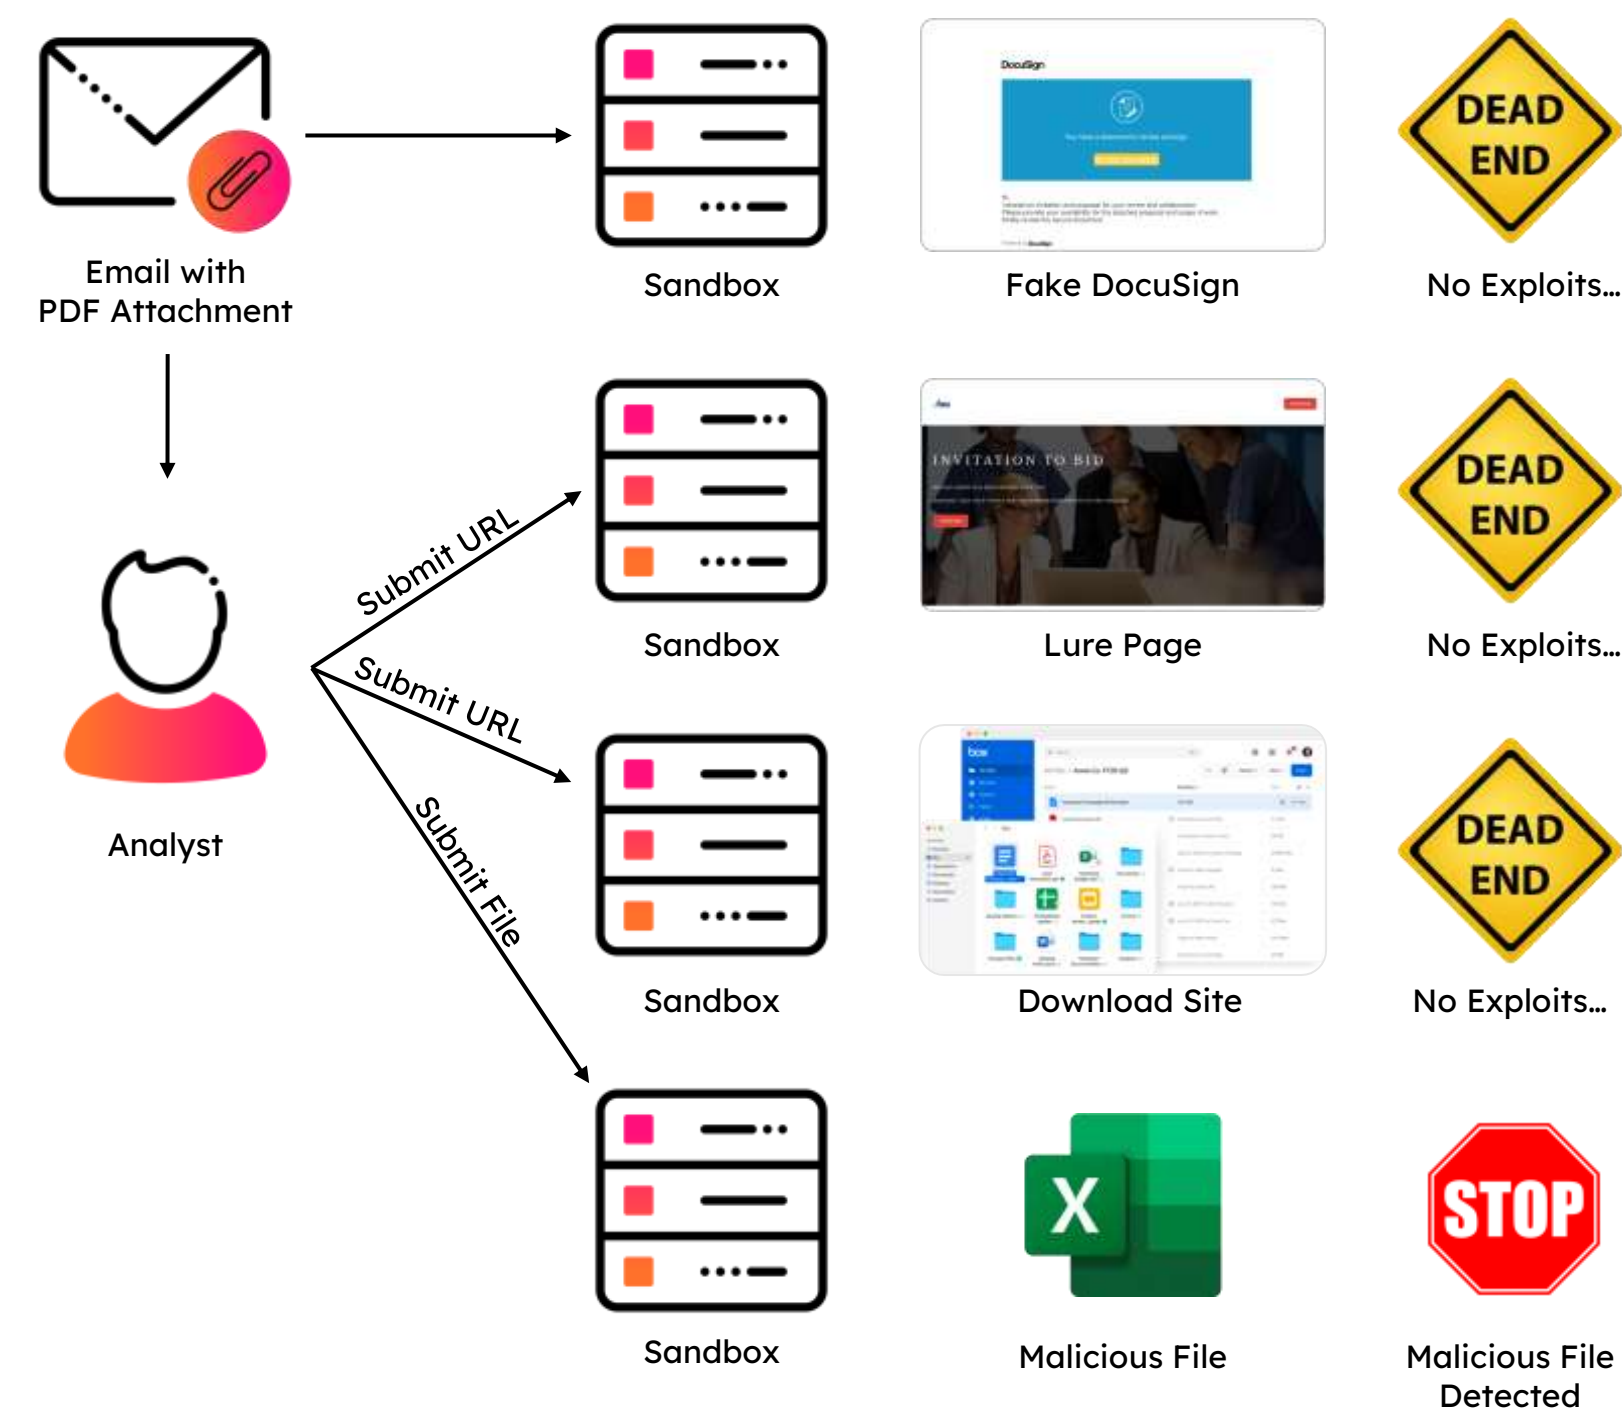 Email with
PDF Attachment
Sandbox
DocuSign
Fake DocuSign
DEAD
END
No Exploits...
Submit URL
Sandbox
INVITATION TO BID
Lure Page
DEAD
END
No Exploits...
Analyst
Submit URL
Sandbox
box
Download Site
DEAD
END
No Exploits...
Submit File
Sandbox
X
Malicious File
STOP
Malicious File
Detected